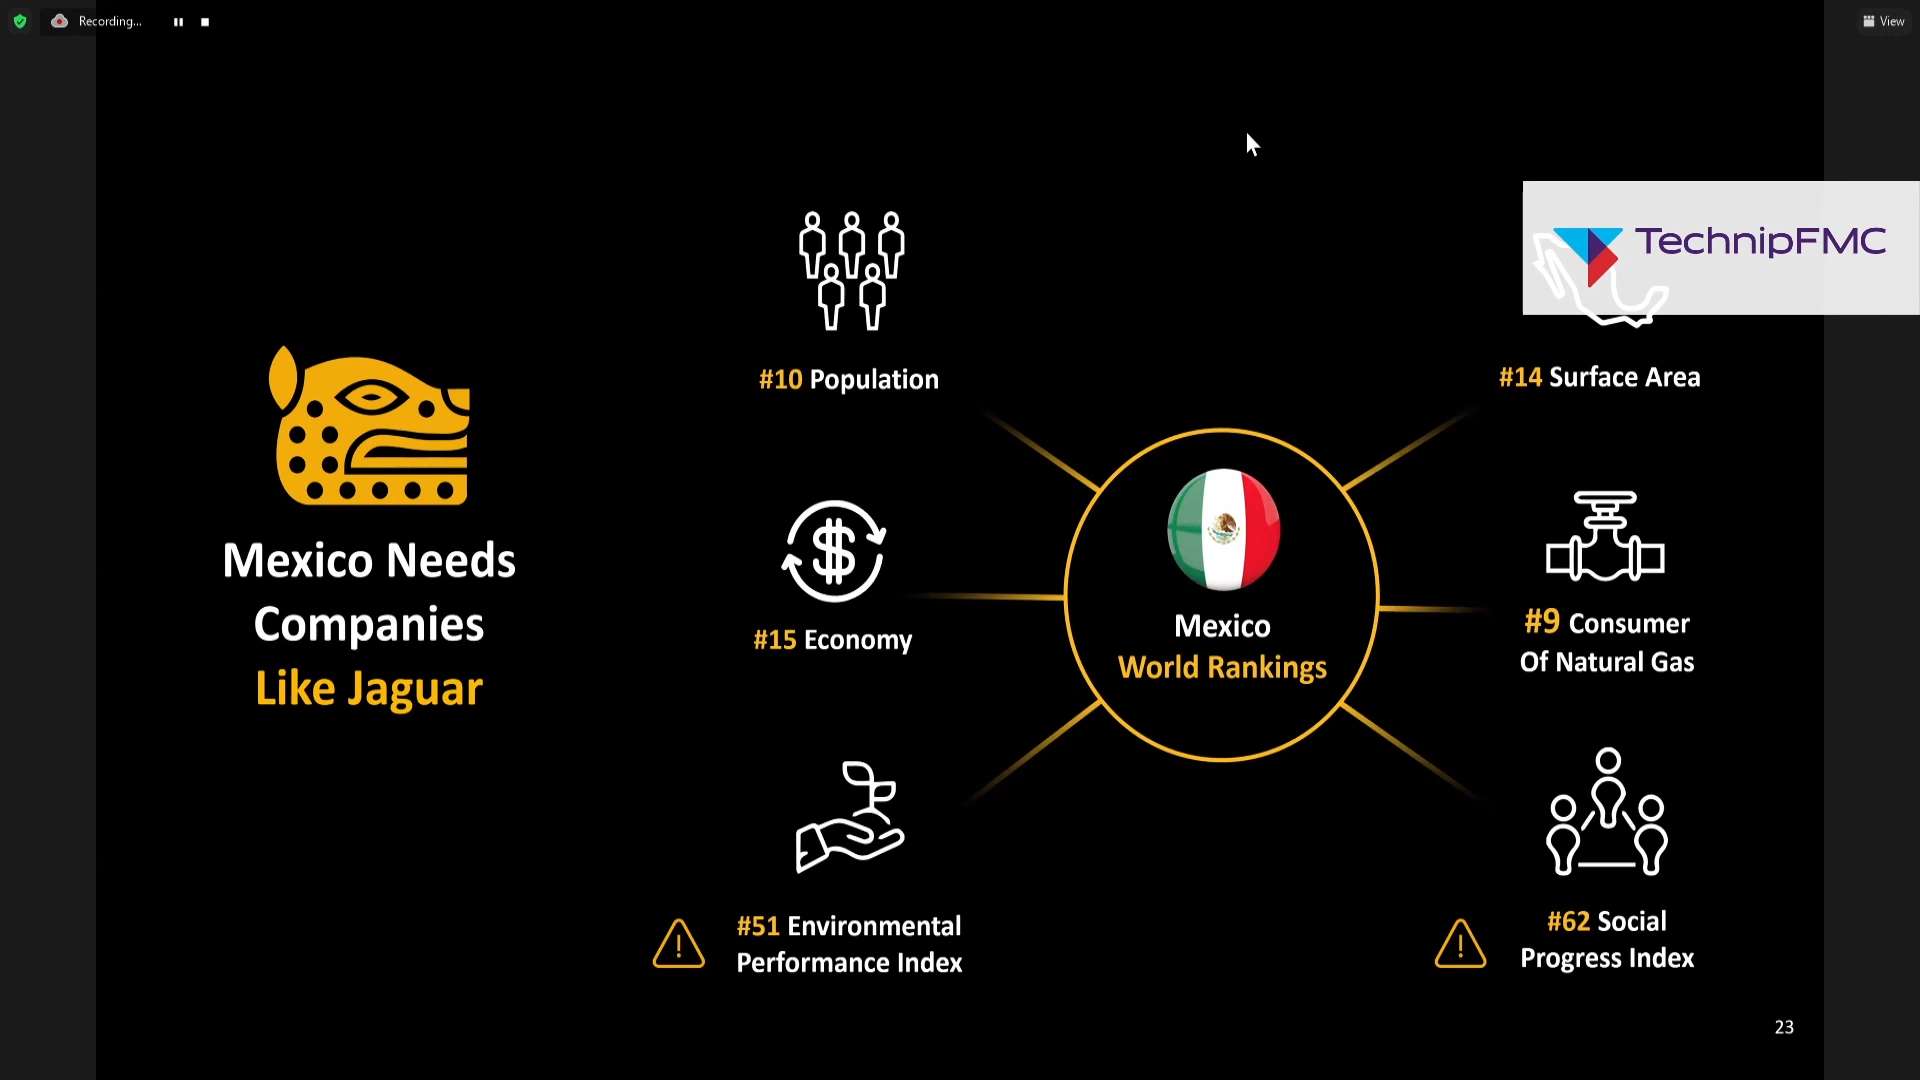 Recording...
View
TechnipFMC
#10 Population
#14 Surface Area
Mexico Needs
Companies
Like Jaguar
#15 Economy
Mexico
World Rankings
#9 Consumer
Of Natural Gas
#51 Environmental
Performance Index
#62 Social
Progress Index
23